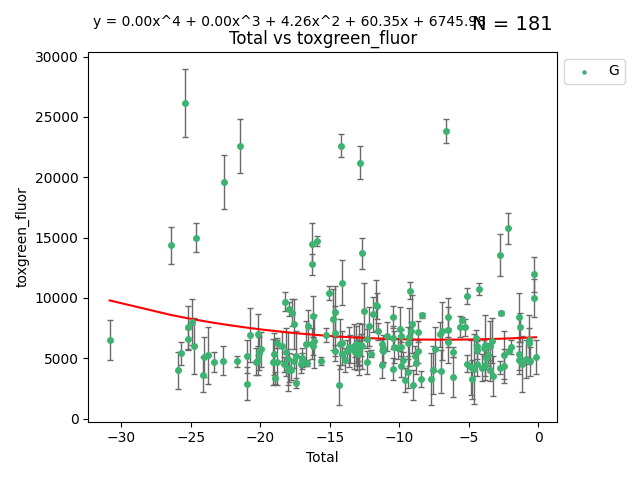 y = 0.00x^4 + 0.00x^3 + 4.26x^2 + 60.35x + 6745.98
N = 181
Total vs toxgreen_fluor
G
30000
25000
20000
15000
10000
5000
0
toxgreen_fluor
−30
−25
−20
−15
−10
−5
0
Total